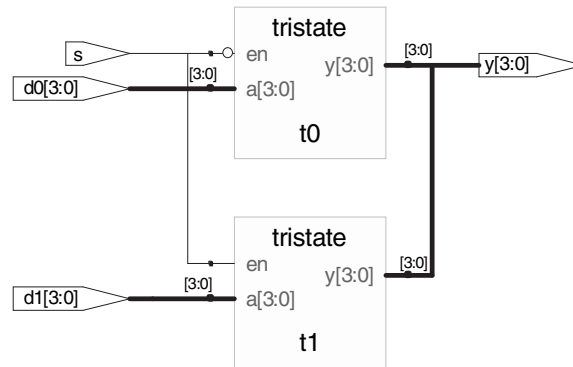 tristate
s
en
[3:0]
y[3:0]
[3:0]
y[3:0]
d0[3:0]
a[3:0]
t0
tristate
en
y[3:0]
[3:0]
d1[3:0]
[3:0]
a[3:0]
t1